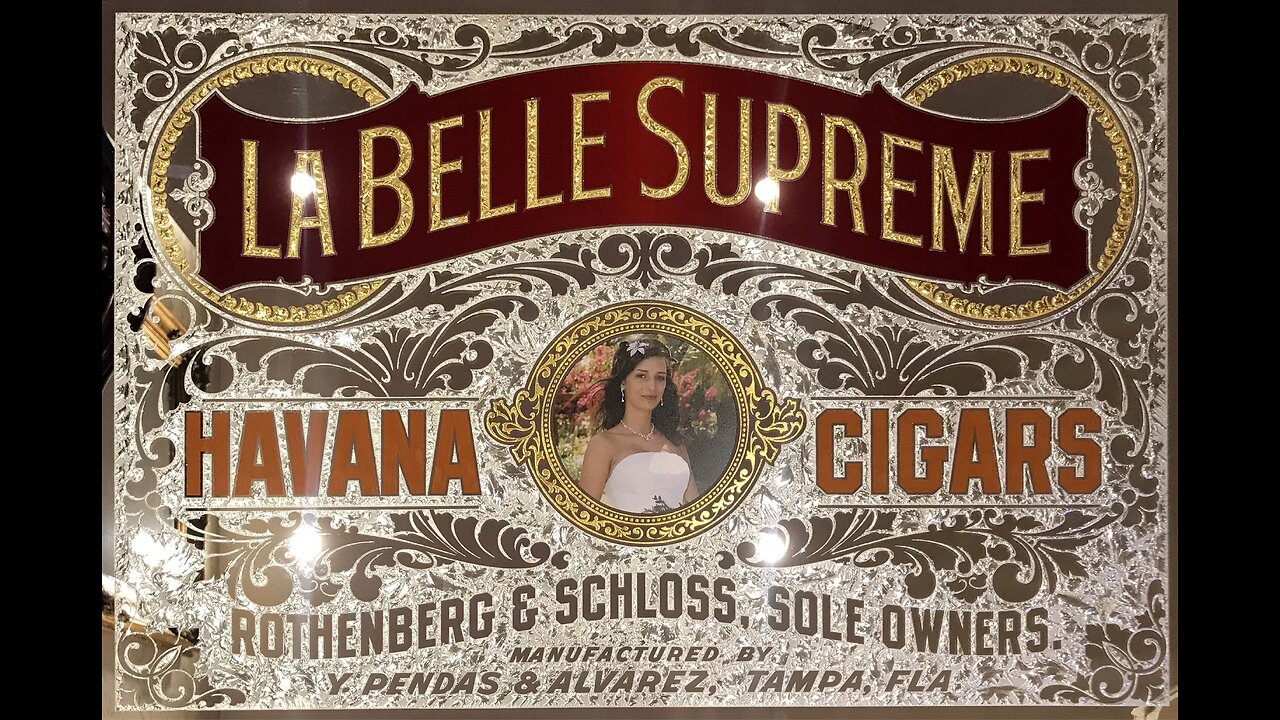 LA BELLE SUPREME
HAVANA CIGARS
ROTHENBERG & SCHLOSS, SOLE OWNERS.
MANUFACTURED BY
Y PENDAS & ALVAREZ, TAMPA, FLA.